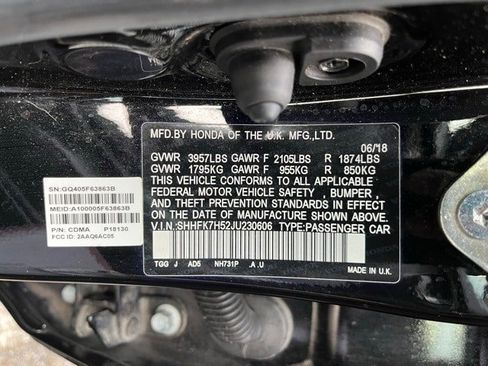 MFD.BY HONDA OF THE U.K. MFG.,LTD.
06/18
GVWR 3957LBS GAWR F 2105LBS R 1874LBS
GVWR 1795KG GAWR F 955KG R 850KG
THIS VEHICLE CONFORMS TO ALL APPLICABLE
FEDERAL MOTOR VEHICLE SAFETY , BUMPER ,
AND THEFT PREVENTION STANDARDS IN EFFECT ON
THE DATE OF MANUFACTURE SHOWN ABOVE.
V.I.N:SHHFK7H52JU230606 TYPE:PASSENGER CAR
TGG J AD5 NH731P .A .U
MADE IN U.K.
SN:GQ405F63863B
MEID:A100005F63863B
P/N: CDMA P18130
FCC ID: 2AAQ6AC05